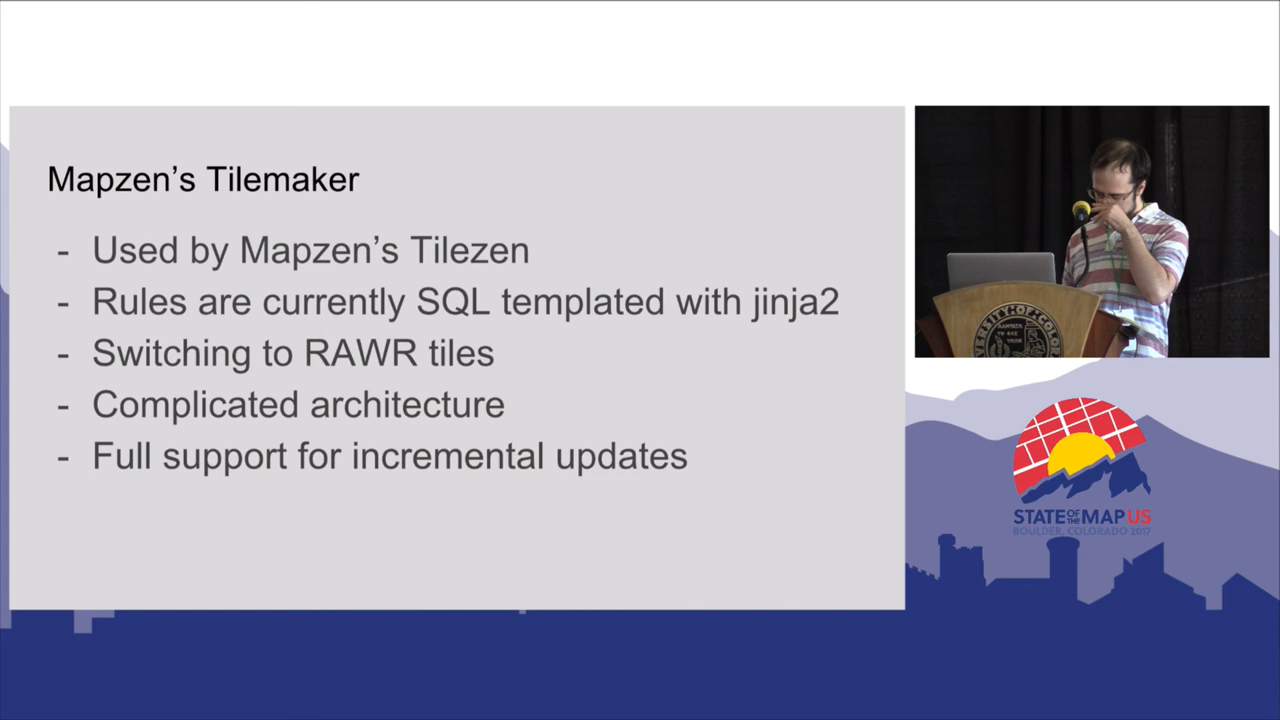 Mapzen's Tilemaker
- Used by Mapzen's Tilezen
- Rules are currently SQL templated with jinja2
- Switching to RAWR tiles
- Complicated architecture
- Full support for incremental updates
STATE OF THE MAP US
BOULDER, COLORADO 2017